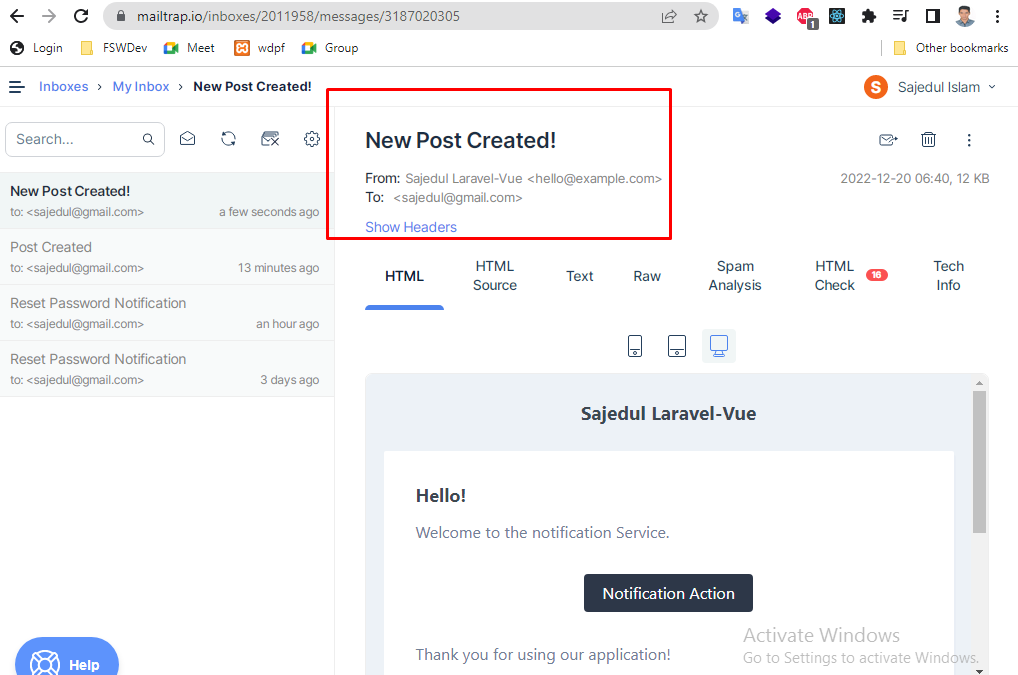 mailtrap.io/inboxes/2011958/messages/3187020305
ABP
1
Login
FSWDev
Meet
wdpf
Group
Other bookmarks
Inboxes > My Inbox > New Post Created!
S
Sajedul Islam
Search...
New Post Created!
to: <sajedul@gmail.com>
a few seconds ago
Post Created
to: <sajedul@gmail.com>
13 minutes ago
Reset Password Notification
to: <sajedul@gmail.com>
an hour ago
Reset Password Notification
to: <sajedul@gmail.com>
3 days ago
Help
New Post Created!
From: Sajedul Laravel-Vue <hello@example.com>
To: <sajedul@gmail.com>
Show Headers
2022-12-20 06:40, 12 KB
HTML
HTML
Source
Text
Raw
Spam
Analysis
HTML
Check
16
Tech
Info
Sajedul Laravel-Vue
Hello!
Welcome to the notification Service.
Notification Action
Thank you for using our application!
Activate Windows
Go to Settings to activate Windows.